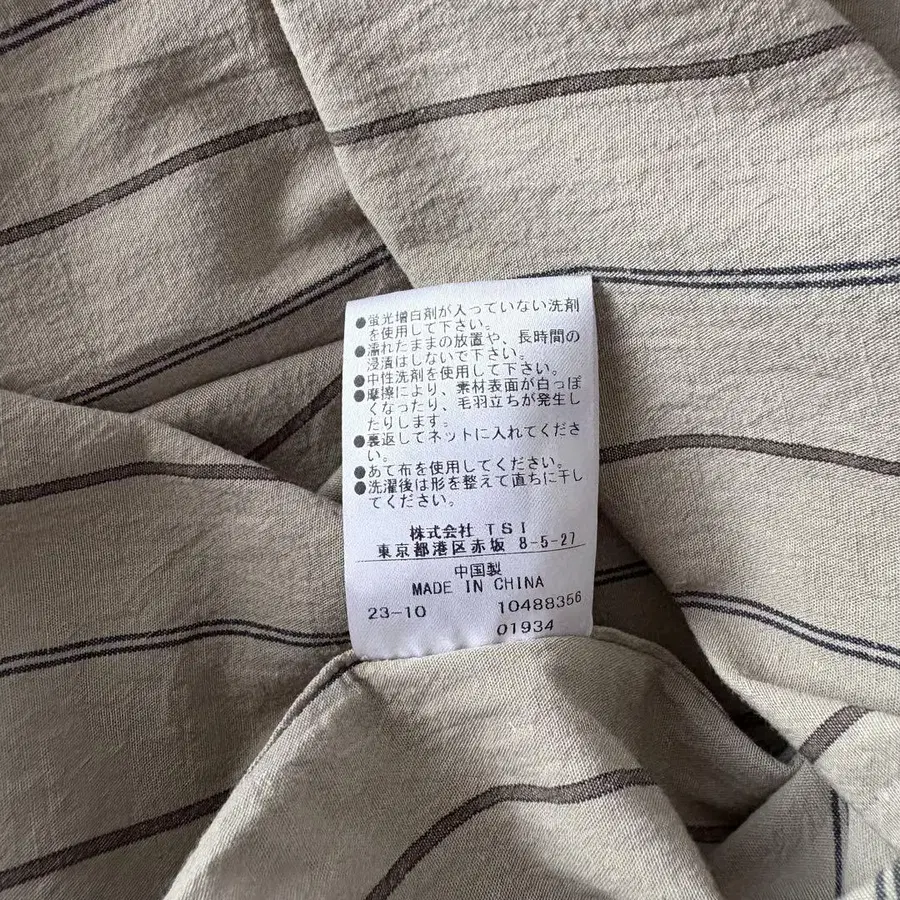 ●蛍光増白剤が入っていない洗剤
を使用して下さい。
●濡れたままの放置や、長時間の
浸漬はしないで下さい。
●中性洗剤を使用して下さい。
●摩擦により、素材表面が白っぽ
くなったり、毛羽立ちが発生し
たりします。
●裏返してネットに入れてくださ
い。
●あて布を使用してください。
●洗濯後は形を整えて直ちに干し
てください。
株式会社 TSI
東京都港区赤坂 8-5-27
中国製
MADE IN CHINA
23-10 10488356
01934